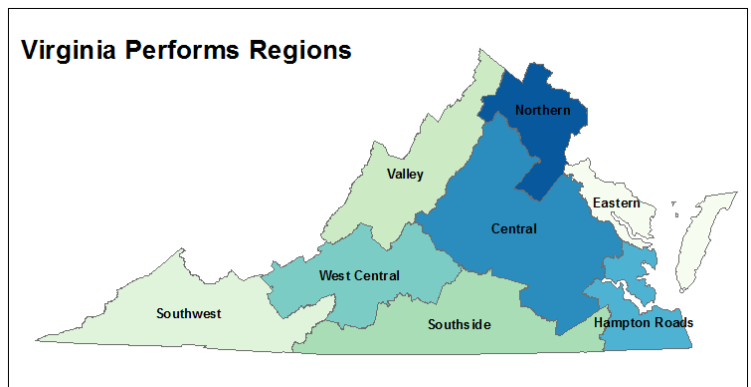 Virginia Performs Regions
Northern
Valley
Eastern
Central
West Central
Southwest
Southside
Hampton Roads